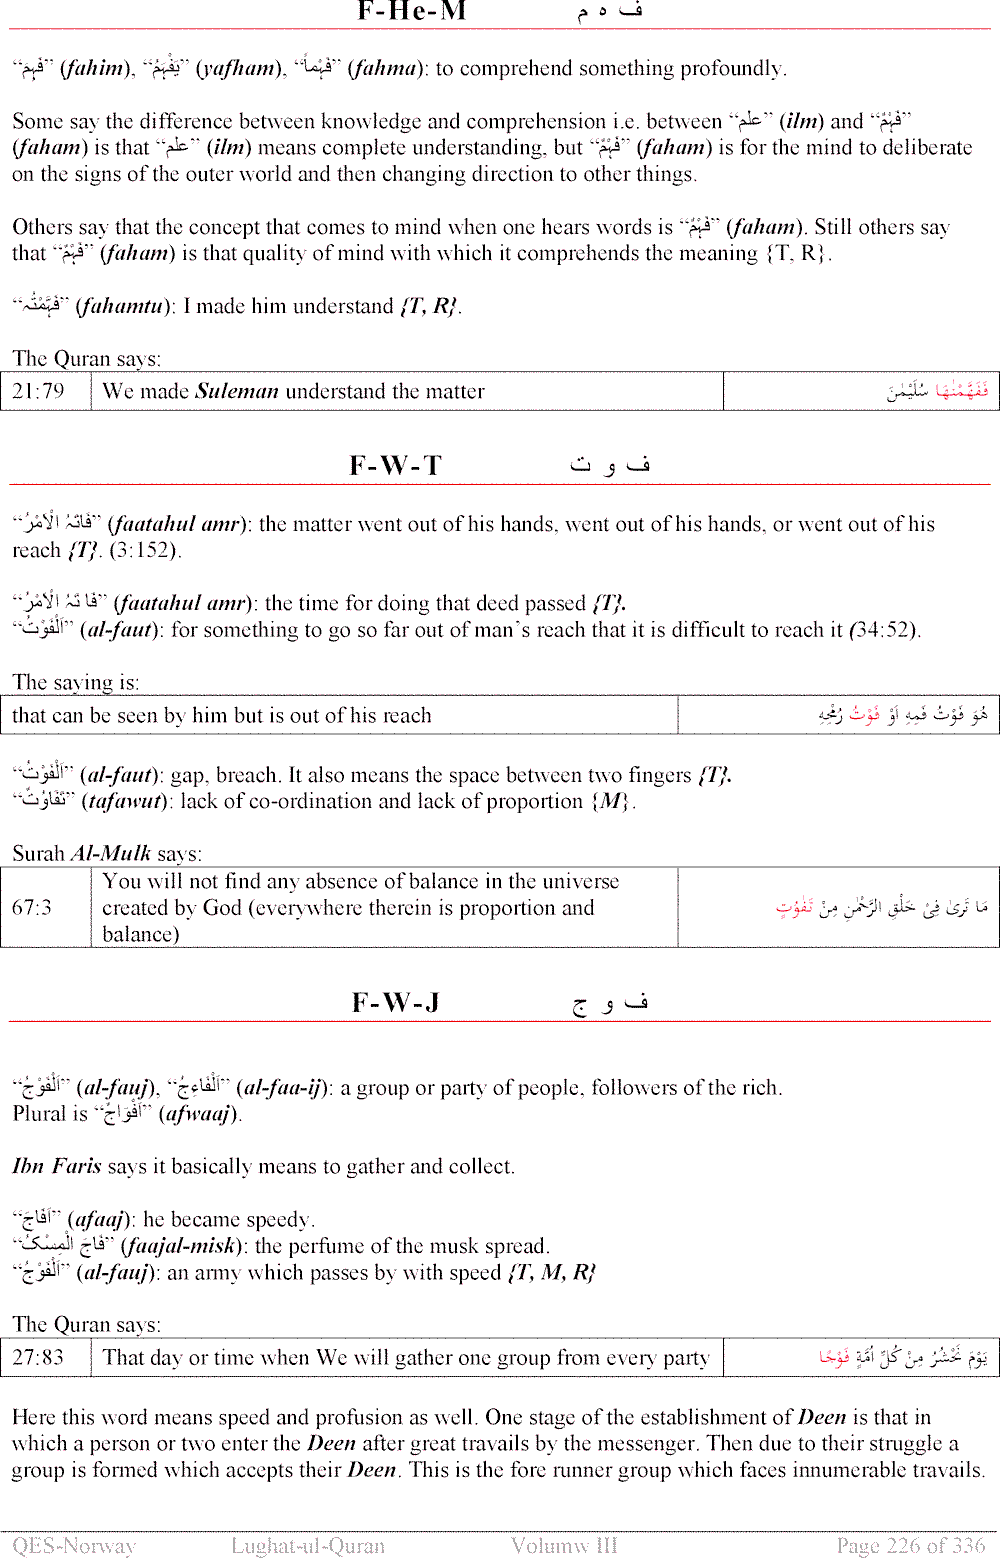 F-He-M ف ہ م
“فَہِمَ” (fahim), “یَفْہَمُ” (yafham), “فَہْماً” (fahma): to comprehend something profoundly.
Some say the difference between knowledge and comprehension i.e. between “علم” (ilm) and “فَہْمٌ”
(faham) is that “علم” (ilm) means complete understanding, but “فَہْمٌ” (faham) is for the mind to deliberate
on the signs of the outer world and then changing direction to other things.
Others say that the concept that comes to mind when one hears words is “فَہْمٌ” (faham). Still others say
that “فَہْمٌ” (faham) is that quality of mind with which it comprehends the meaning {T, R}.
“فَہَّمْتُہ” (fahamtu): I made him understand {T, R}.
The Quran says:
21:79 We made Suleman understand the matter فَفَهَّمْنٰهَا سُلَيْمٰنَ
F-W-T ف و ت
“فَاتَہُ الْاَمْرُ” (faatahul amr): the matter went out of his hands, went out of his hands, or went out of his
reach {T}. (3:152).
“فَا تَہُ الْاَمْرُ” (faatahul amr): the time for doing that deed passed {T}.
“اَلْفَوْتُ” (al-faut): for something to go so far out of man’s reach that it is difficult to reach it (34:52).
The saying is:
that can be seen by him but is out of his reach هُوَ فَوْتُ فَمِهِ اَوْ فَوْتُ رُمْحِهِ
“اَلْفَوْتُ” (al-faut): gap, breach. It also means the space between two fingers {T}.
“تَفَاوُتٌ” (tafawut): lack of co-ordination and lack of proportion {M}.
Surah Al-Mulk says:
67:3 You will not find any absence of balance in the universe
created by God (everywhere therein is proportion and
balance) مَا تَرٰى فِىْ خَلْقِ الرَّحْمٰنِ مِنْ تَفٰوُتٍ
F-W-J ف و ج
“اَلْفَوْجُ” (al-fauj), “اَلْفَاءِجُ” (al-faa-ij): a group or party of people, followers of the rich.
Plural is “اَفْوَاجٌ” (afwaaj).
Ibn Faris says it basically means to gather and collect.
“اَفَاجَ” (afaaj): he became speedy.
“فَاجَ الْمِسْکُ” (faajal-misk): the perfume of the musk spread.
“اَلْفَوْجُ” (al-fauj): an army which passes by with speed {T, M, R}
The Quran says:
27:83 That day or time when We will gather one group from every party يَوْمَ نَحْشُرُ مِنْ كُلِّ اُمَّةٍ فَوْجًا
Here this word means speed and profusion as well. One stage of the establishment of Deen is that in
which a person or two enter the Deen after great travails by the messenger. Then due to their struggle a
group is formed which accepts their Deen. This is the fore runner group which faces innumerable travails.
QES-Norway Lughat-ul-Quran Volumw III Page 226 of 336